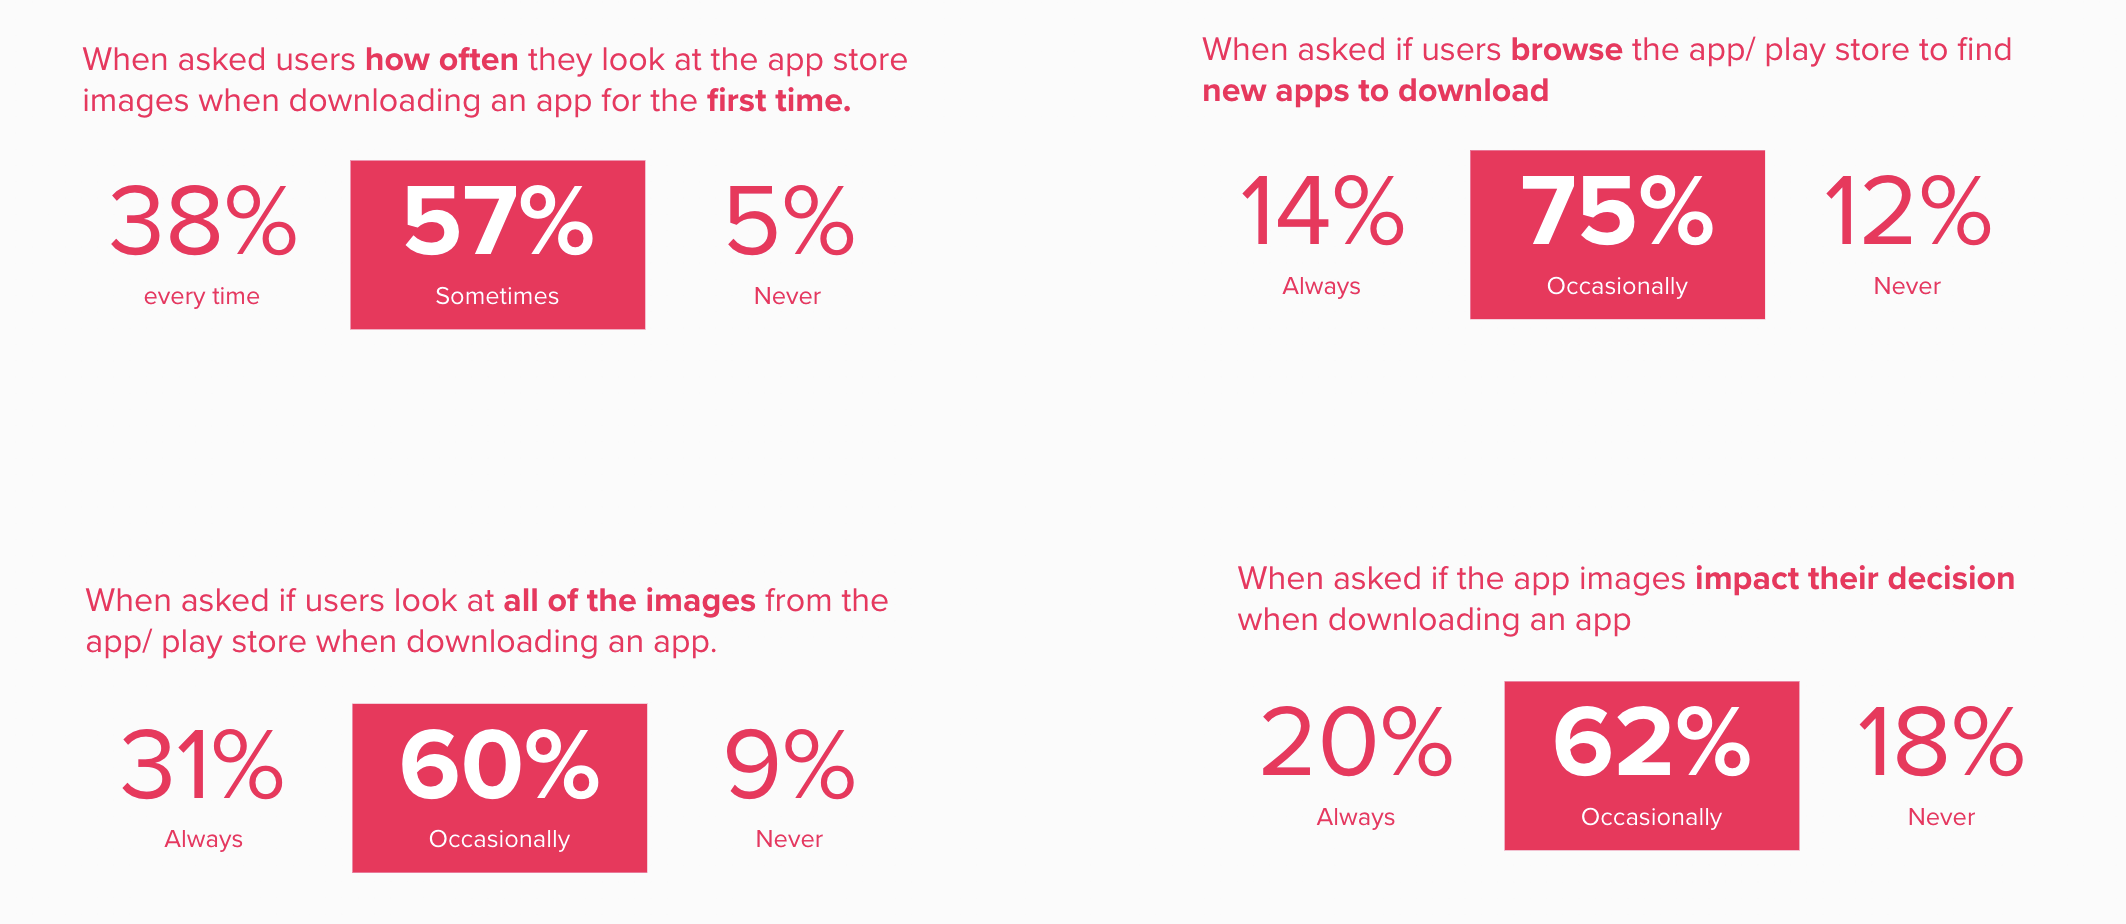 When asked users how often they look at the app store
images when downloading an app for the first time.
38% 57% 5%
every time Sometimes Never
When asked if users browse the app/ play store to find
new apps to download
14% 75% 12%
Always Occasionally Never
When asked if users look at all of the images from the
app/ play store when downloading an app.
31% 60% 9%
Always Occasionally Never
When asked if the app images impact their decision
when downloading an app
20% 62% 18%
Always Occasionally Never